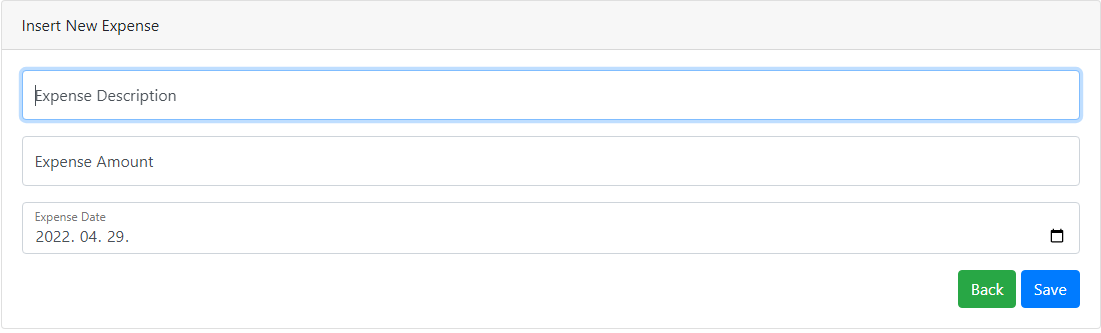 Insert New Expense
Expense Description
Expense Amount
Expense Date
2022. 04. 29.
Back Save